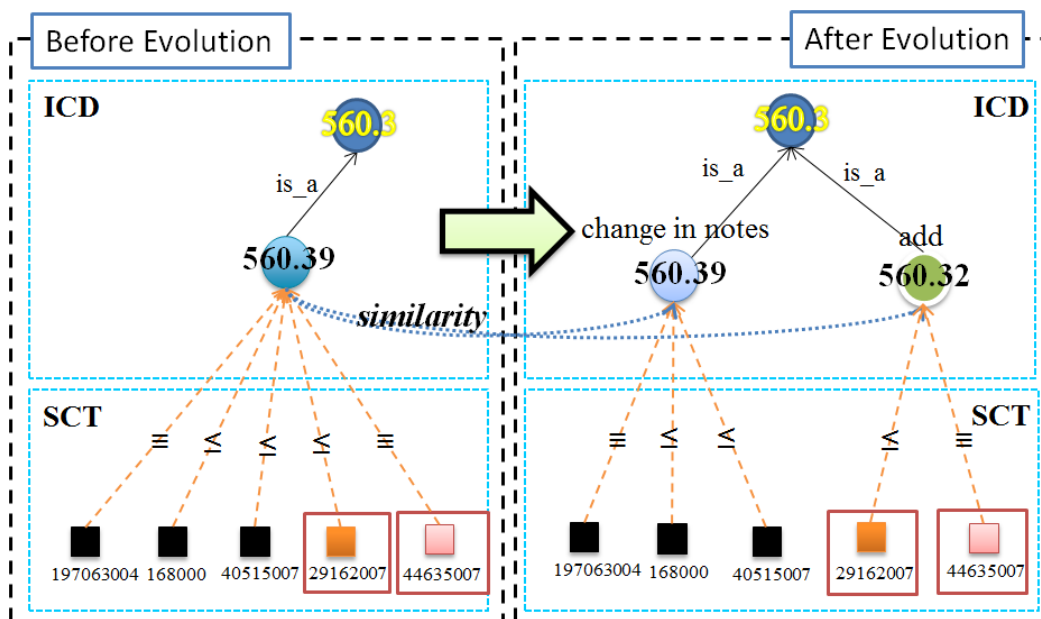 Before Evolution
After Evolution
ICD
560.3
is_a
560.39
similarity
SCT
≡
≤
≤
≤
≡
197063004
168000
40515007
29162007
44635007
ICD
560.3
is_a
is_a
change in notes
add
560.39
560.32
SCT
≡
≤
≤
≤
≡
197063004
168000
40515007
29162007
44635007